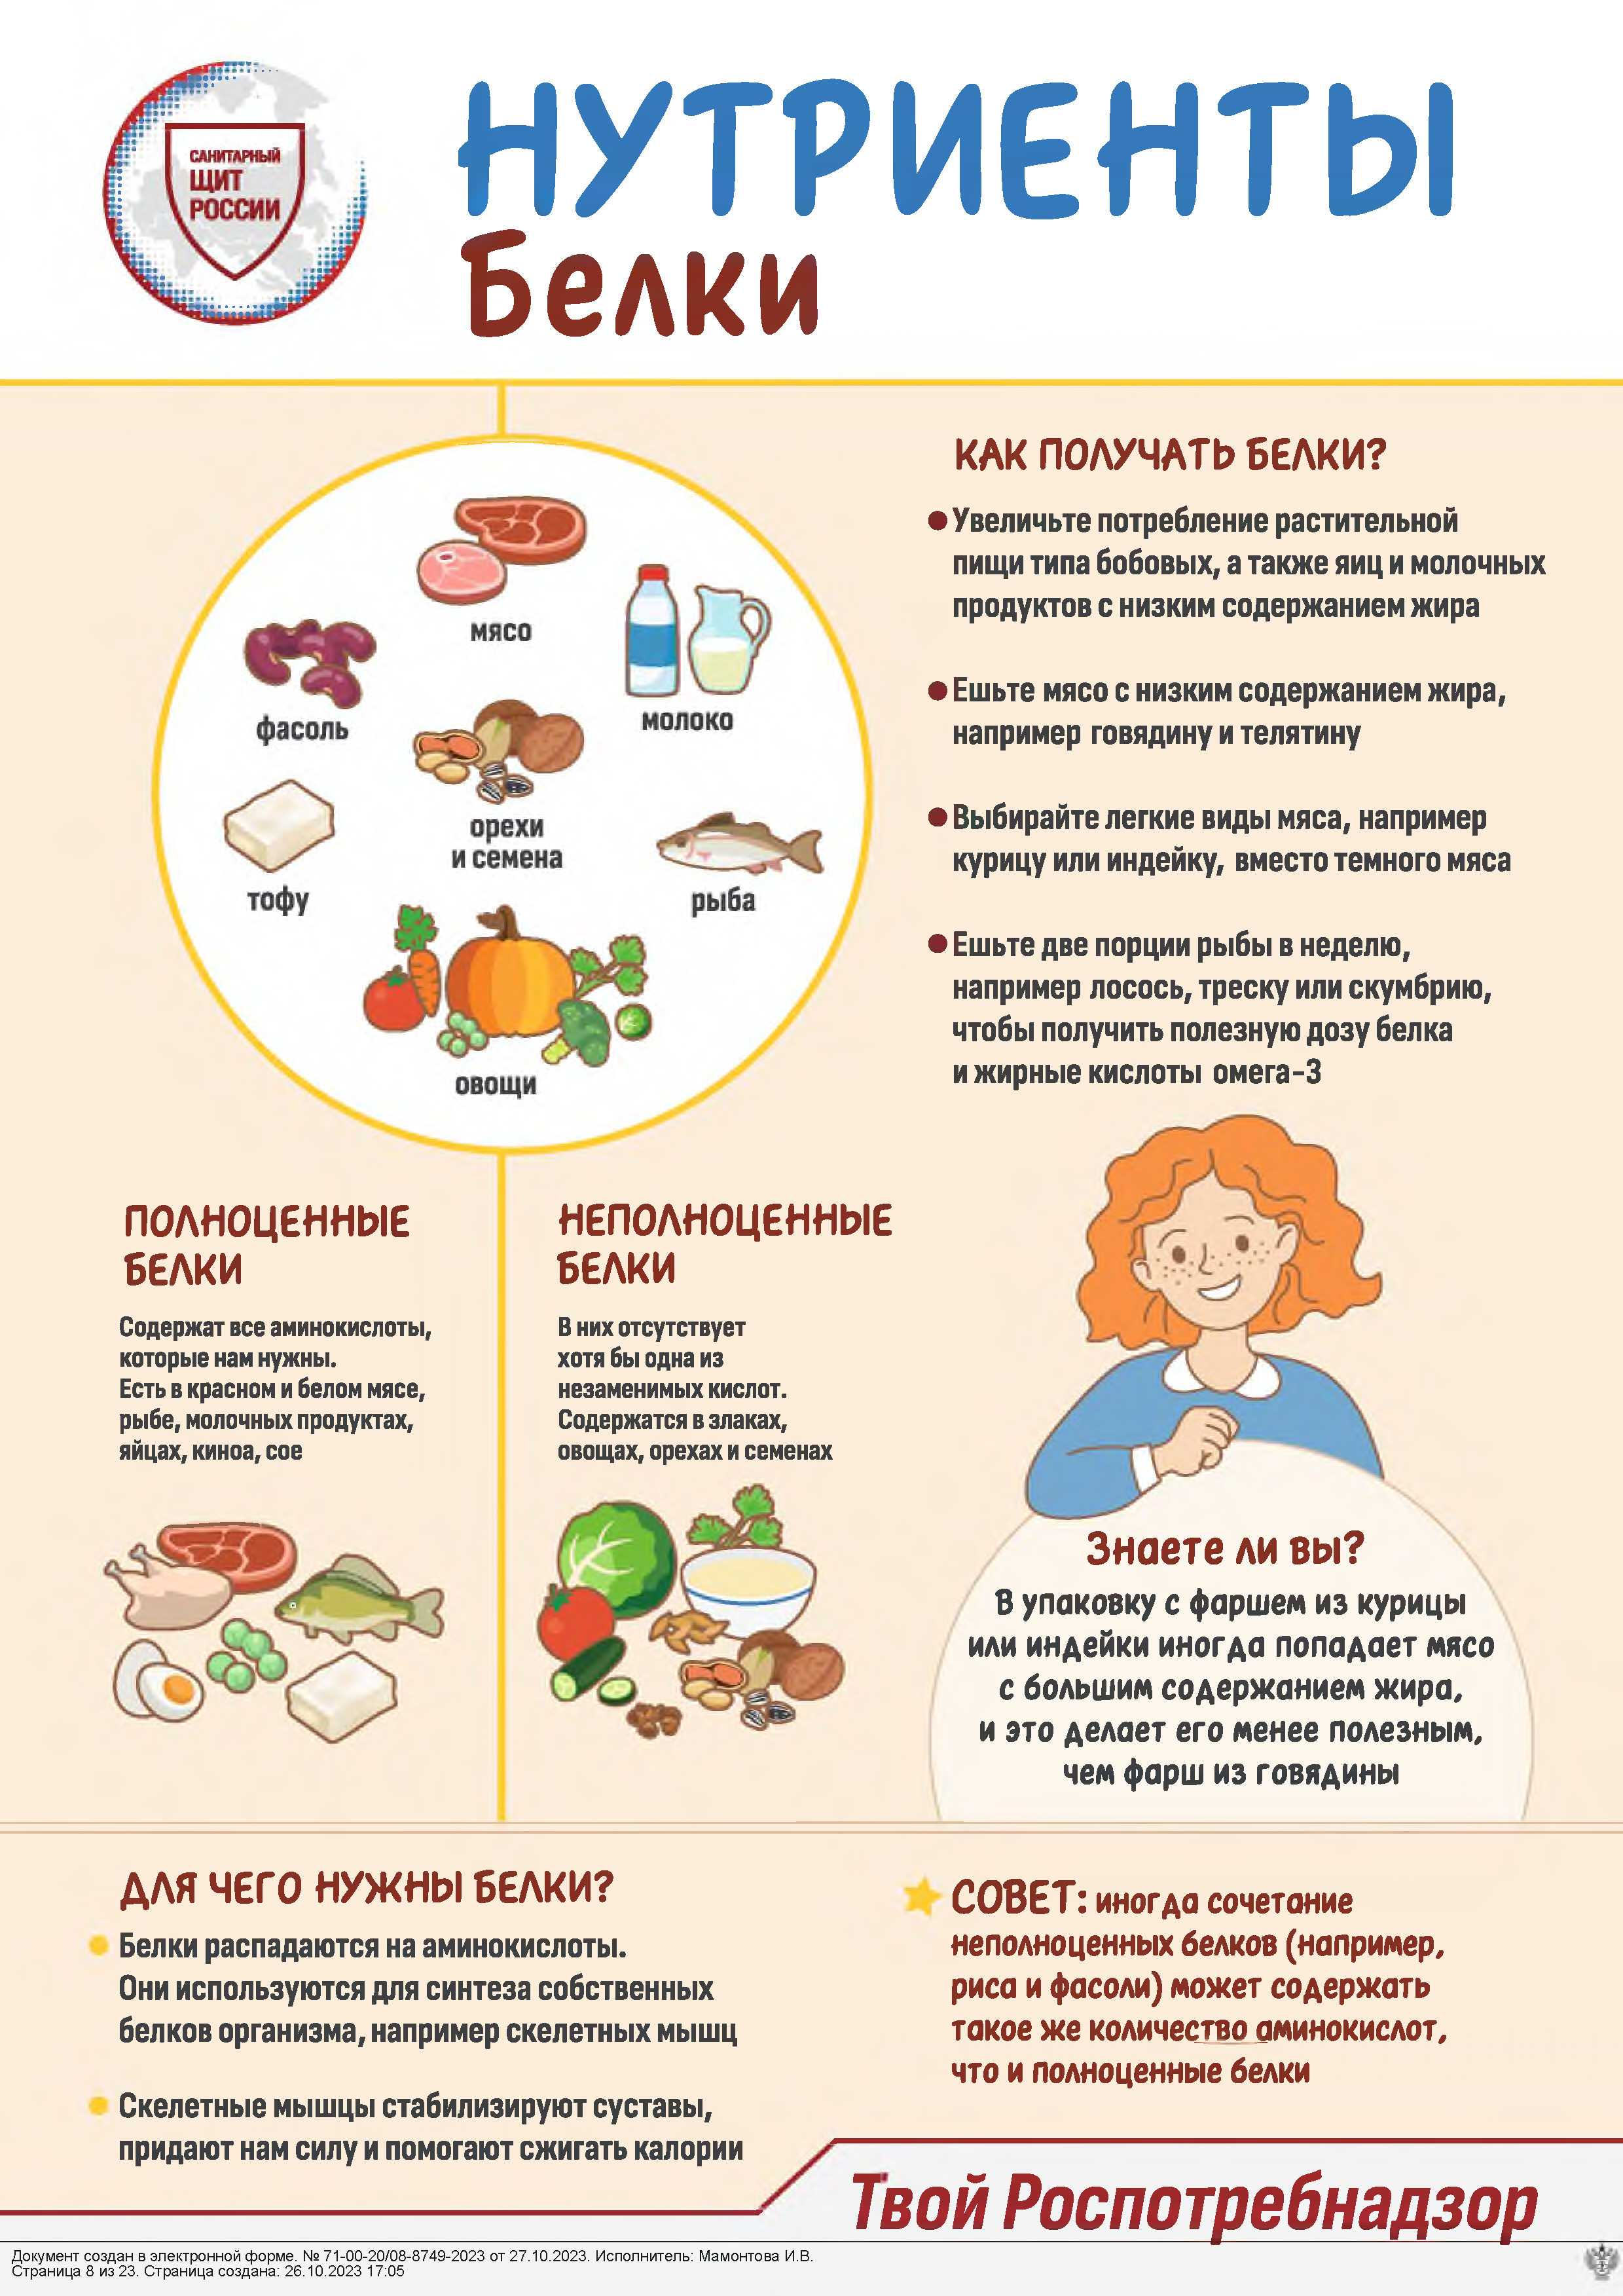 САНИТАРНЫЙ
ЩИТ
РОССИИ
НУТРИЕНТЫ
Белки
мясо
молоко
фасоль
орехи
и семена
тофу
рыба
овощи
КАК ПОЛУЧАТЬ БЕЛКИ?
Увеличьте потребление растительной
пищи типа бобовых, а также яиц и молочных
продуктов с низким содержанием жира
Ешьте мясо с низким содержанием жира,
например говядину и телятину
Выбирайте легкие виды мяса, например
курицу или индейку, вместо темного мяса
Ешьте две порции рыбы в неделю,
например лосось, треску или скумбрию,
чтобы получить полезную дозу белка
и жирные кислоты омега-3
ПОЛНОЦЕННЫЕ
БЕЛКИ
Содержат все аминокислоты,
которые нам нужны.
Есть в красном и белом мясе,
рыбе, молочных продуктах,
яйцах, киноа, сое
НЕПОЛНОЦЕННЫЕ
БЕЛКИ
В них отсутствует
хотя бы одна из
незаменимых кислот.
Содержатся в злаках,
овощах, орехах и семенах
Знаете ли вы?
В упаковку с фаршем из курицы
или индейки иногда попадает мясо
с большим содержанием жира,
и это делает его менее полезным,
чем фарш из говядины
ДЛЯ ЧЕГО НУЖНЫ БЕЛКИ?
Белки распадаются на аминокислоты.
Они используются для синтеза собственных
белков организма, например скелетных мышц
Скелетные мышцы стабилизируют суставы,
придают нам силу и помогают сжигать калории
СОВЕТ: иногда сочетание
неполноценных белков (например,
риса и фасоли) может содержать
такое же количество аминокислот,
что и полноценные белки
Твой Роспотребнадзор
Документ создан в электронной форме. № 71-00-20/08-8749-2023 от 27.10.2023. Исполнитель: Мамонтова И.В.
Страница 8 из 23. Страница создана: 26.10.2023 17:05